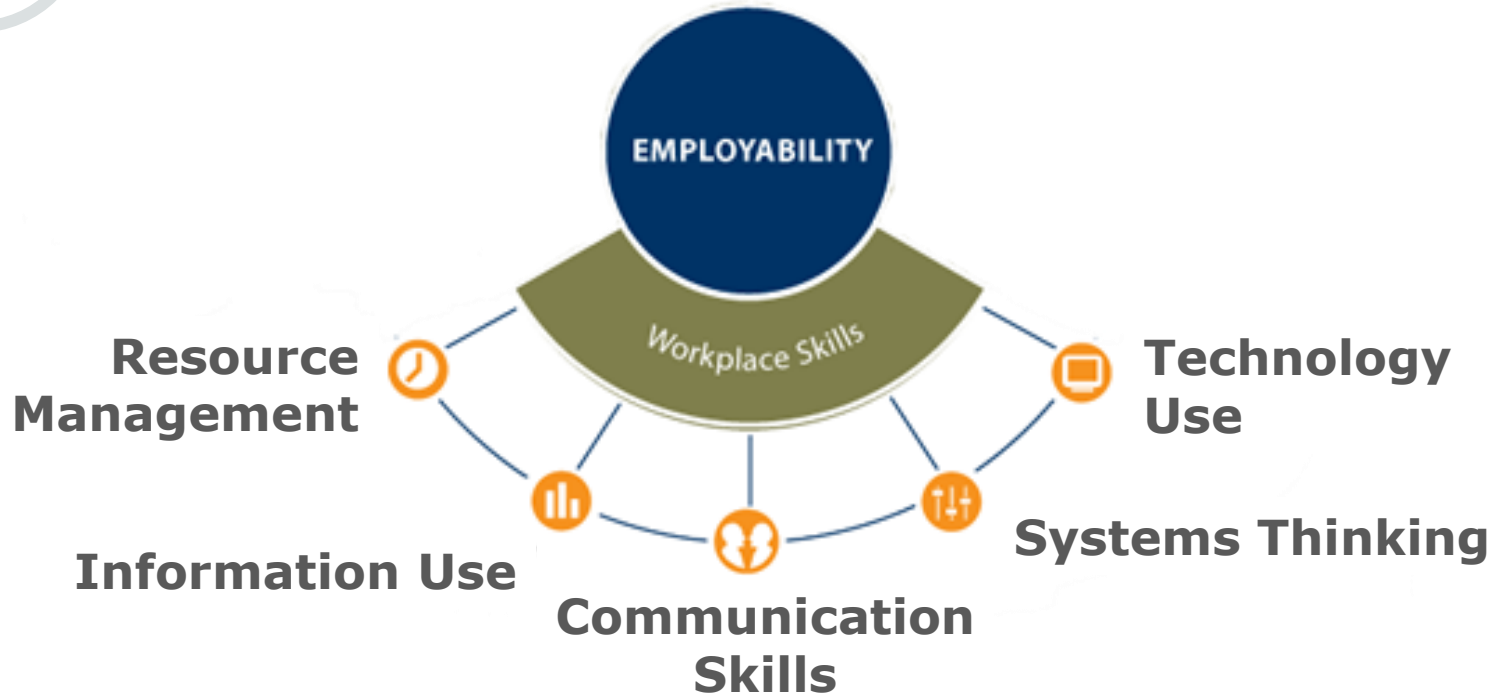 EMPLOYABILITY
Workplace Skills
Resource
Management
Information Use
Communication
Skills
Systems Thinking
Technology
Use